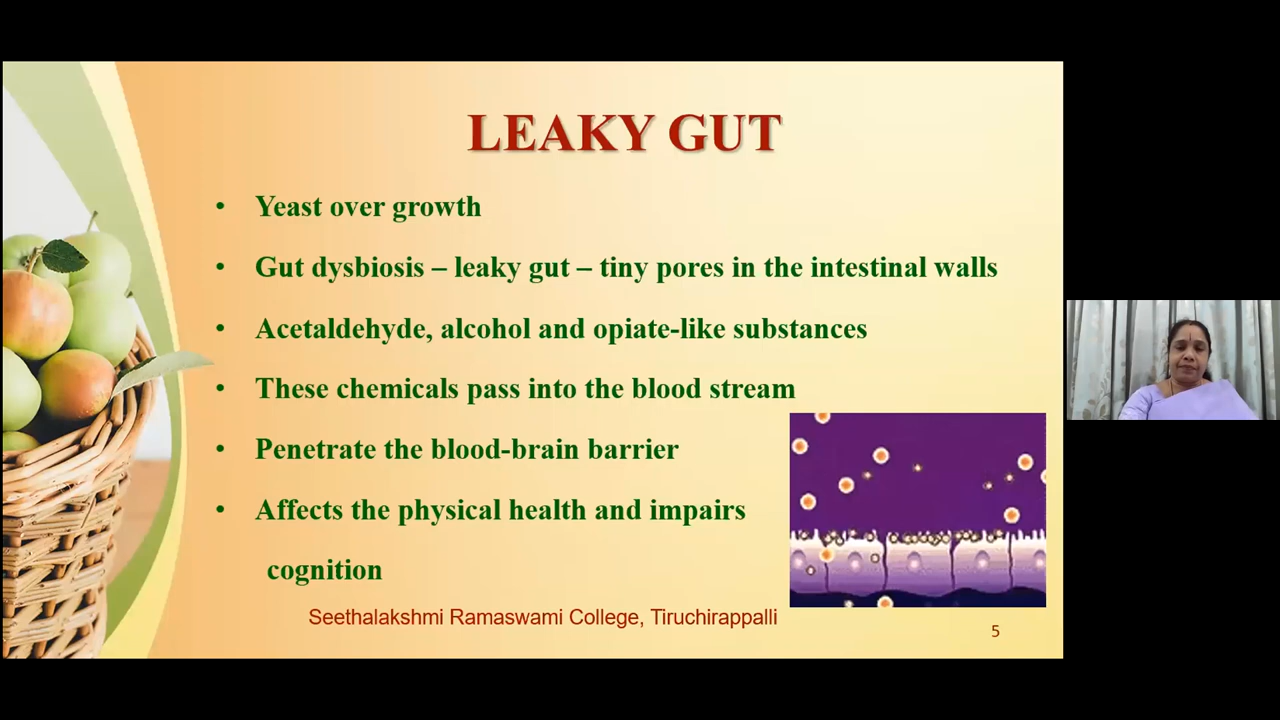 LEAKY GUT
• Yeast over growth
• Gut dysbiosis – leaky gut – tiny pores in the intestinal walls
• Acetaldehyde, alcohol and opiate-like substances
• These chemicals pass into the blood stream
• Penetrate the blood-brain barrier
• Affects the physical health and impairs
cognition
Seethalakshmi Ramaswami College, Tiruchirappalli
5